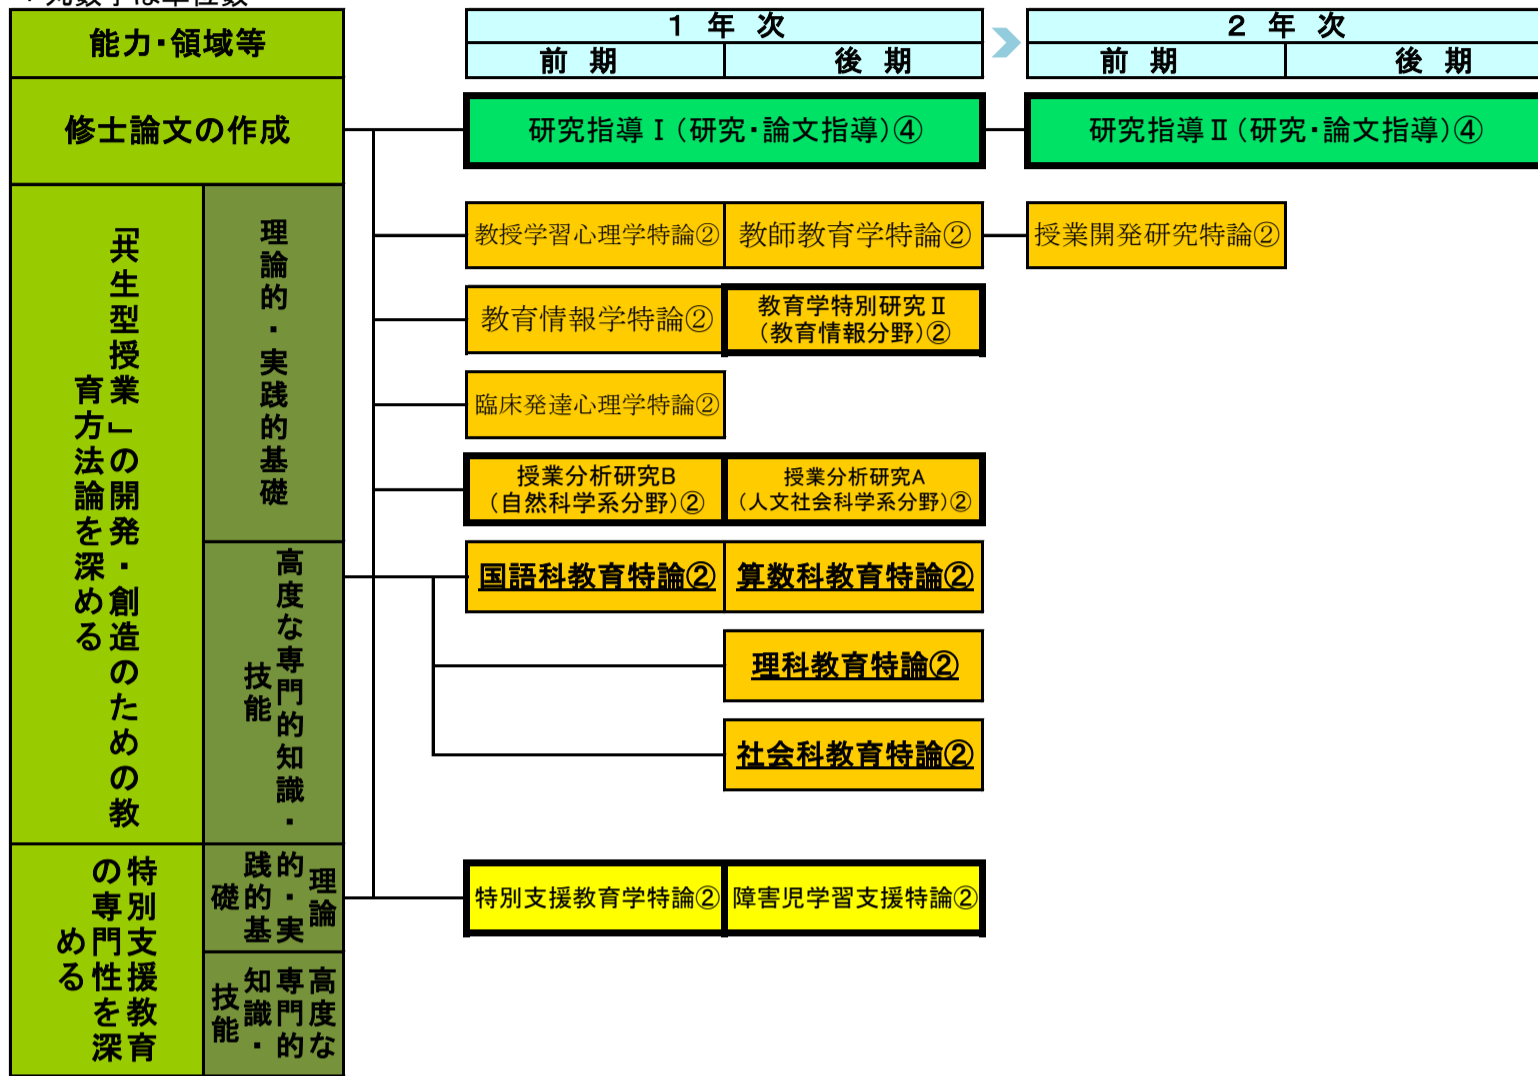 ・丸数字は単位数
能力・領域等
1 年 次
2 年 次
前 期
後 期
前 期
後 期
修士論文の作成
研究指導Ⅰ（研究・論文指導）④
研究指導Ⅱ（研究・論文指導）④
「共生型授業」の開発・創造のための教
育方法論を深める
理論的・実践的基礎
教授学習心理学特論②
教師教育学特論②
授業開発研究特論②
教育情報学特論②
教育学特別研究Ⅱ
（教育情報分野）②
臨床発達心理学特論②
授業分析研究B
（自然科学系分野）②
授業分析研究A
（人文社会科学系分野）②
高度な専門的知識・
技能
国語科教育特論②
算数科教育特論②
理科教育特論②
社会科教育特論②
特別支援教育
の専門性を深
める
理論
的・実
践的基
礎
特別支援教育学特論②
障害児学習支援特論②
高度な
専門的
知識・
技能